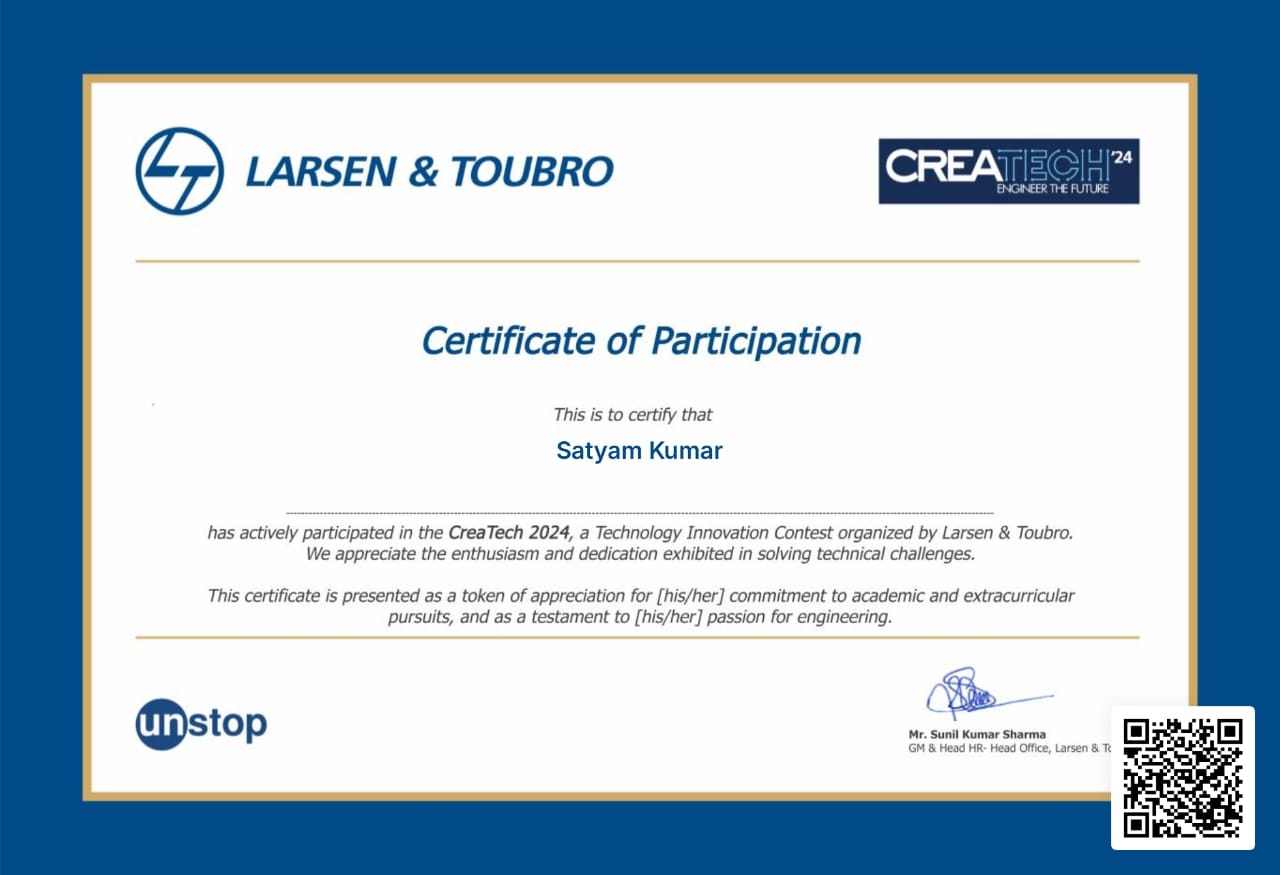 LT LARSEN & TOUBRO
CREATECH'24
ENGINEER THE FUTURE
Certificate of Participation
This is to certify that
Satyam Kumar
has actively participated in the CreaTech 2024, a Technology Innovation Contest organized by Larsen & Toubro.
We appreciate the enthusiasm and dedication exhibited in solving technical challenges.
This certificate is presented as a token of appreciation for [his/her] commitment to academic and extracurricular
pursuits, and as a testament to [his/her] passion for engineering.
unstop
Mr. Sunil Kumar Sharma
GM & Head HR- Head Office, Larsen &